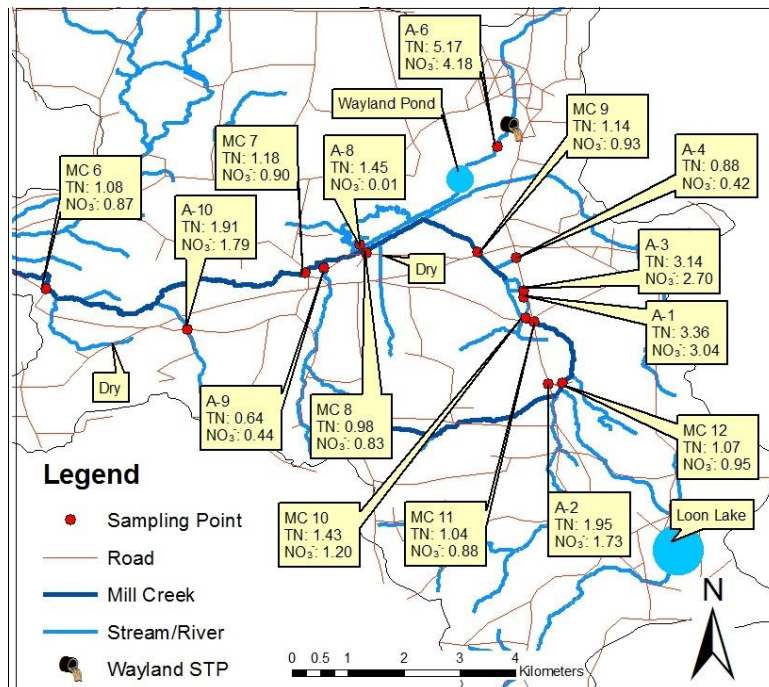 A-6
TN: 5.17
NO₃⁻: 4.18
Wayland Pond
MC 9
TN: 1.14
NO₃⁻: 0.93
MC 7
TN: 1.18
NO₃⁻: 0.90
A-8
TN: 1.45
NO₃⁻: 0.01
A-4
TN: 0.88
NO₃⁻: 0.42
MC 6
TN: 1.08
NO₃⁻: 0.87
A-10
TN: 1.91
NO₃⁻: 1.79
A-3
TN: 3.14
NO₃⁻: 2.70
Dry
A-1
TN: 3.36
NO₃⁻: 3.04
Dry
A-9
TN: 0.64
NO₃⁻: 0.44
MC 8
TN: 0.98
NO₃⁻: 0.83
MC 12
TN: 1.07
NO₃⁻: 0.95
MC 10
TN: 1.43
NO₃⁻: 1.20
MC 11
TN: 1.04
NO₃⁻: 0.88
A-2
TN: 1.95
NO₃⁻: 1.73
Loon Lake
Legend
Sampling Point
Road
Mill Creek
Stream/River
Wayland STP
N
0 0.5 1 2 3 4
Kilometers